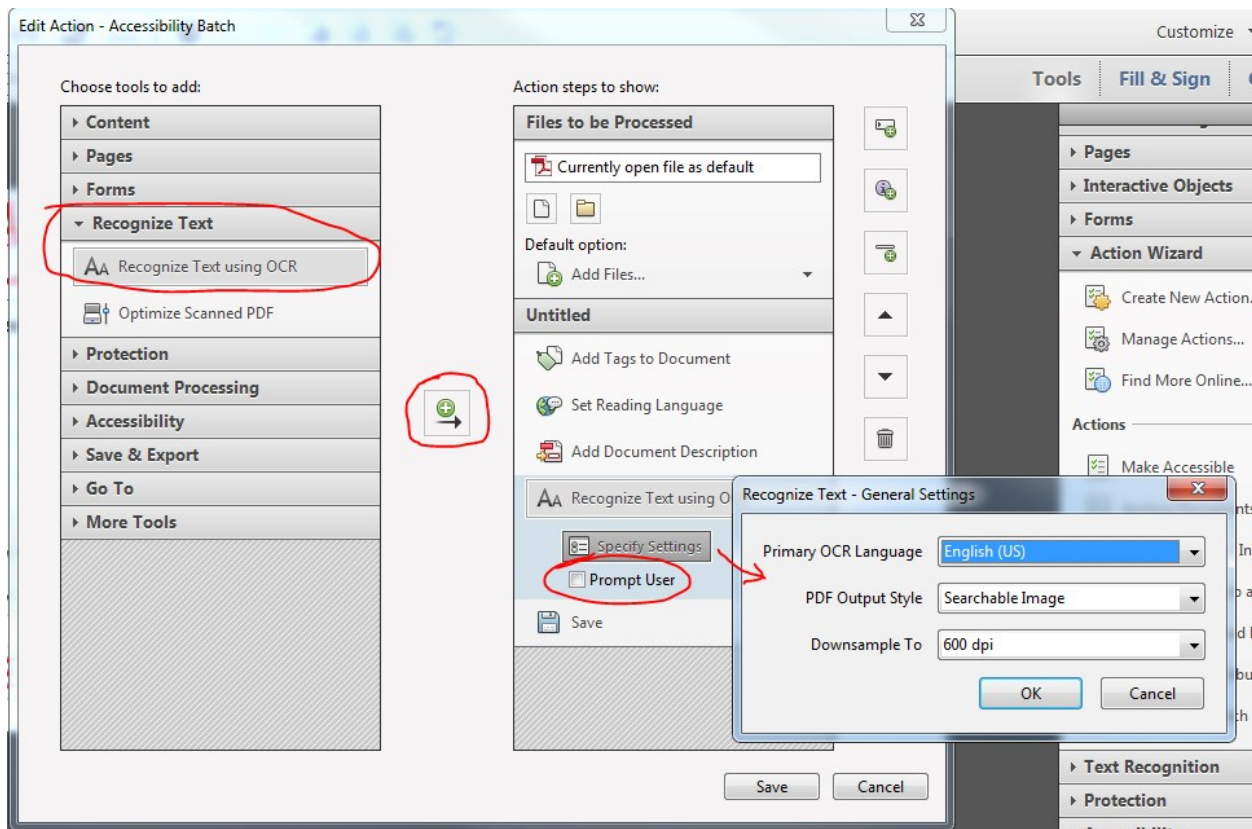 Edit Action - Accessibility Batch
Choose tools to add:
Content
Pages
Forms
Recognize Text
Recognize Text using OCR
Optimize Scanned PDF
Protection
Document Processing
Accessibility
Save & Export
Go To
More Tools
Action steps to show:
Files to be Processed
Currently open file as default
Default option:
Add Files...
Untitled
Add Tags to Document
Set Reading Language
Add Document Description
Recognize Text using O
Specify Settings
Prompt User
Save
Save
Cancel
Recognize Text - General Settings
Primary OCR Language
English (US)
PDF Output Style
Searchable Image
Downsample To
600 dpi
OK
Cancel
Customize
Tools
Fill & Sign
Pages
Interactive Objects
Forms
Action Wizard
Create New Action.
Manage Actions...
Find More Online...
Actions
Make Accessible
Text Recognition
Protection